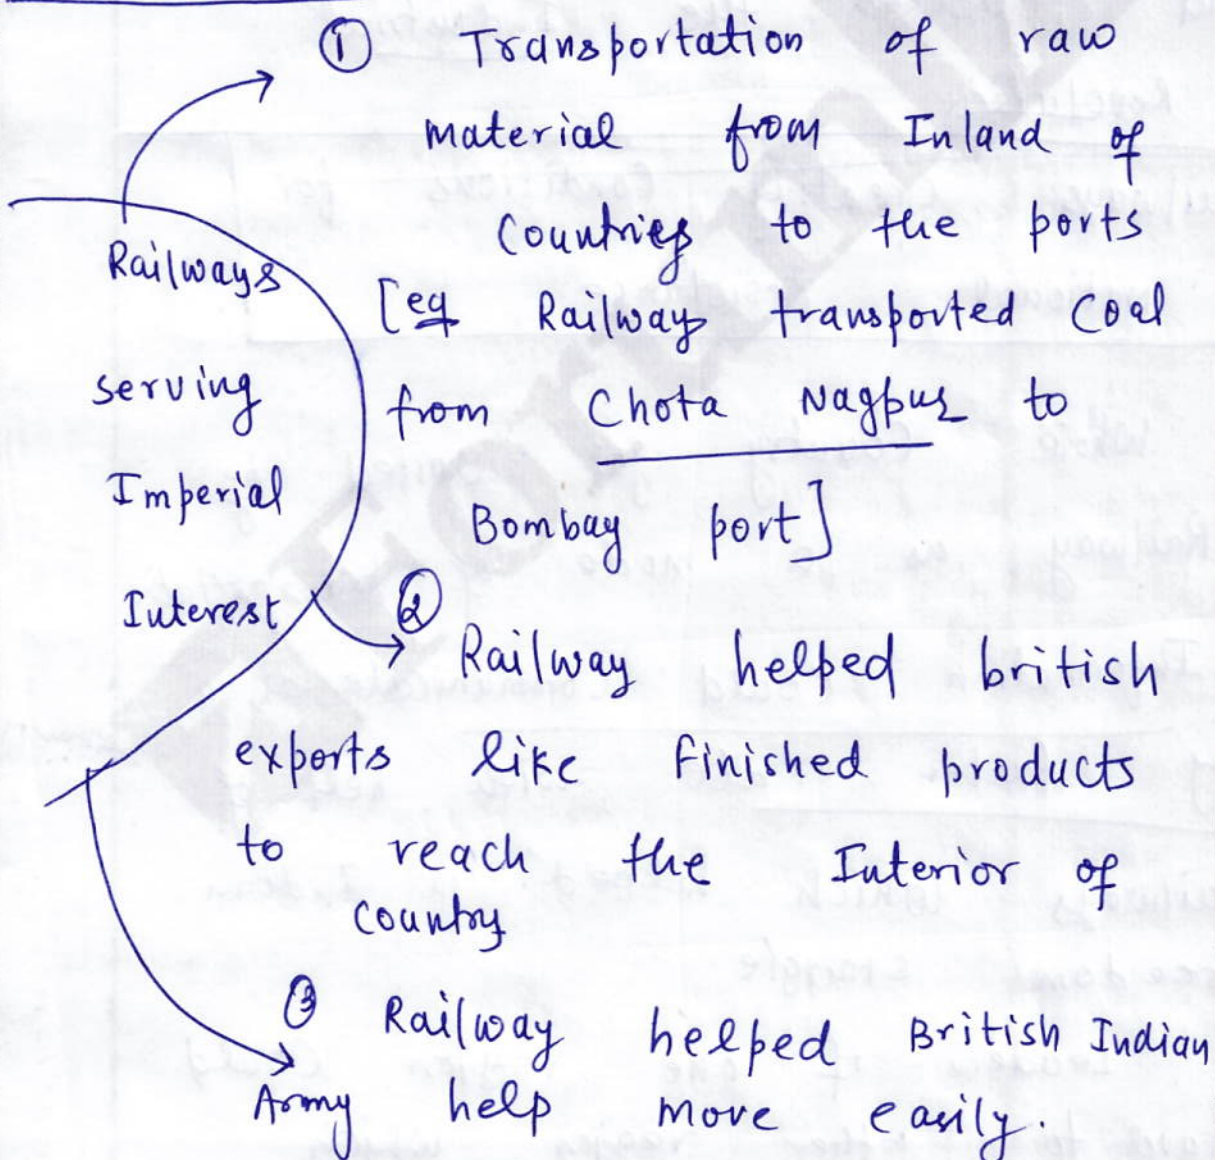 Railways
serving
Imperial
Interest
① Transportation of raw
material from Inland of
Countries to the ports
[eg Railways transported Coal
from Chota Nagpur to
Bombay port]
② Railway helped british
exports like finished products
to reach the Interior of
Country
③ Railway helped British Indian
Army help move easily.